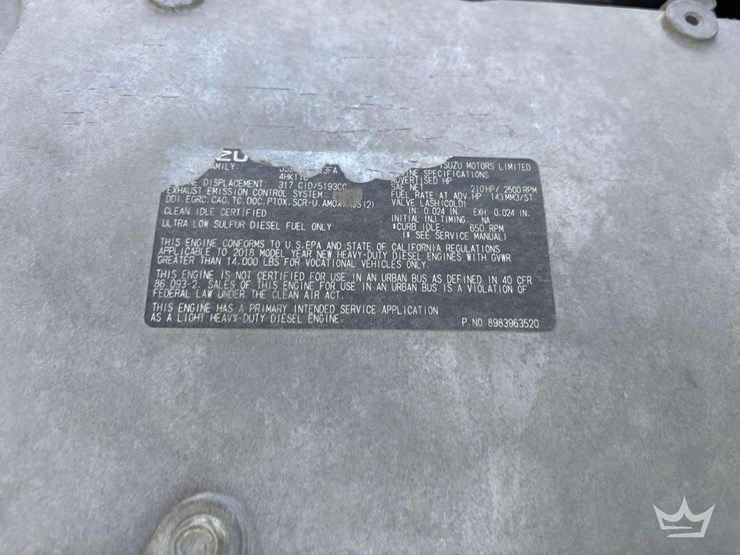 ZU
ISUZU MOTORS LIMITED
MILY:
3FA
SPECIFICATIONS
ADVERTISED HP
DISPLACEMENT 317 CID/5193CC
SAE NET 210HP/ 2500RPM
EXHAUST EMISSION CONTROL SYSTEM:
FUEL RATE AT ADV. HP 143MM3/ST
DDI, EGRC, CAC, TC, DOC, PTOX, SCR-U,
VALVE LASH(COLD)
IN: 0.024 IN. EXH: 0.024 IN.
CLEAN IDLE CERTIFIED
INITIAL INJ TIMING: NA
*CURB IDLE 650 RPM
ULTRA LOW SULFUR DIESEL FUEL ONLY
(* SEE SERVICE MANUAL)
THIS ENGINE CONFORMS TO U.S.EPA AND STATE OF CALIFORNIA REGULATIONS
APPLICABLE TO 2018 MODEL YEAR NEW HEAVY-DUTY DIESEL ENGINES WITH GVWR
GREATER THAN 14,000 LBS FOR VOCATIONAL VEHICLES ONLY.
THIS ENGINE IS NOT CERTIFIED FOR USE IN AN URBAN BUS AS DEFINED IN 40 CFR
86.093-2. SALES OF THIS ENGINE FOR USE IN AN URBAN BUS IS A VIOLATION OF
FEDERAL LAW UNDER THE CLEAN AIR ACT.
THIS ENGINE HAS A PRIMARY INTENDED SERVICE APPLICATION
AS A LIGHT HEAVY-DUTY DIESEL ENGINE.
P.NO 8983963520